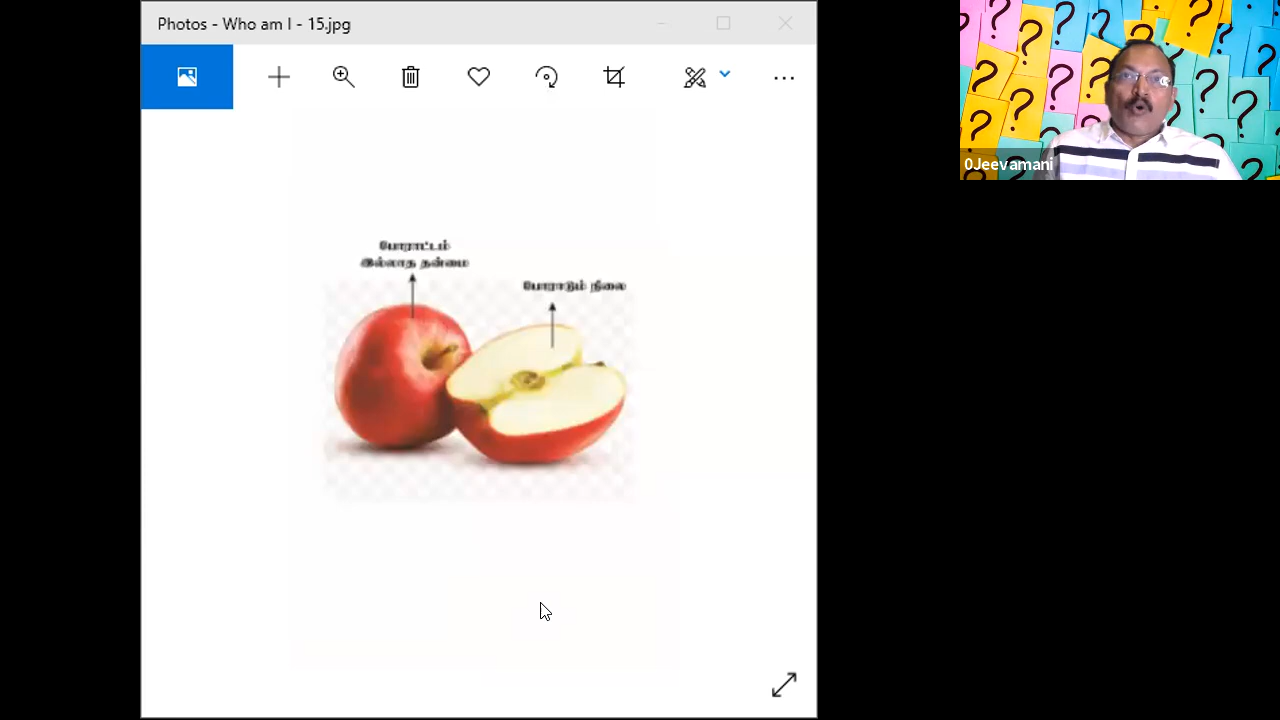 Photos - Who am I - 15.jpg
போராட்டம்
இல்லாத தன்மை
போராடும் நிலை
0Jeevamani